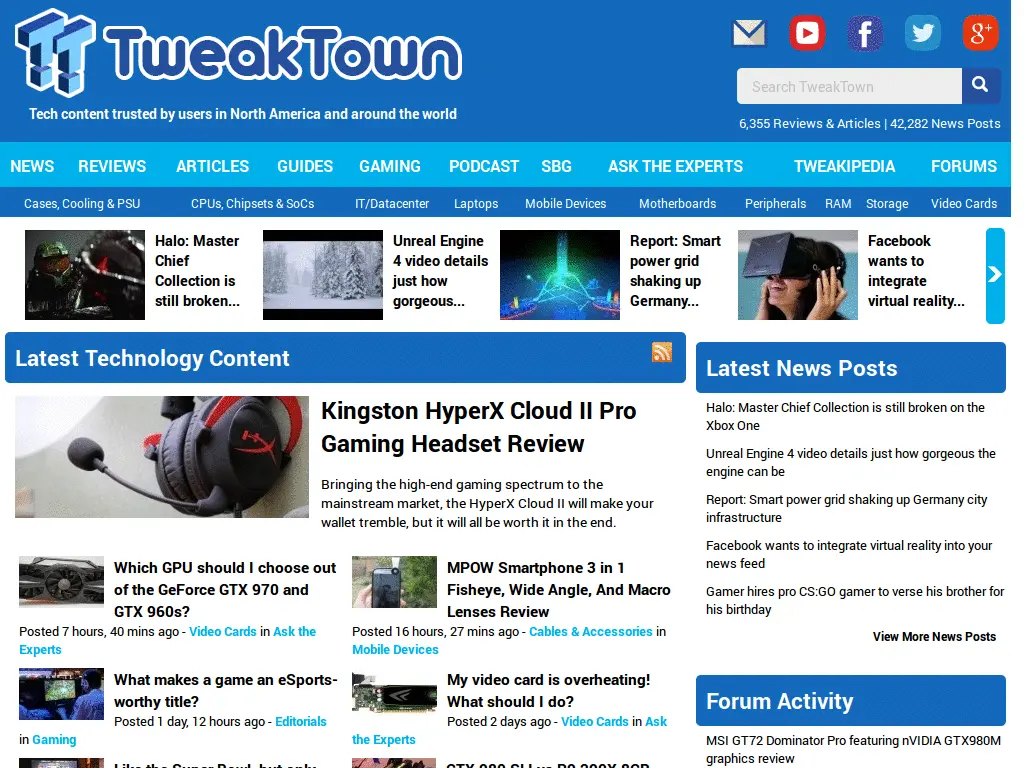 TweakTown
Tech content trusted by users in North America and around the world
g+
Search TweakTown
6,355 Reviews & Articles | 42,282 News Posts
NEWS REVIEWS ARTICLES GUIDES GAMING PODCAST SBG ASK THE EXPERTS TWEAKIPEDIA FORUMS
Cases, Cooling & PSU CPUs, Chipsets & SoCs IT/Datacenter Laptops Mobile Devices Motherboards Peripherals RAM Storage Video Cards
Halo: Master
Chief
Collection is
still broken...
Unreal Engine
4 video details
just how
gorgeous...
Report: Smart
power grid
shaking up
Germany...
Facebook
wants to
integrate
virtual reality...
Latest Technology Content
Kingston HyperX Cloud II Pro
Gaming Headset Review
Bringing the high-end gaming spectrum to the
mainstream market, the HyperX Cloud II will make your
wallet tremble, but it will all be worth it in the end.
Which GPU should I choose out
of the GeForce GTX 970 and
GTX 960s?
Posted 7 hours, 40 mins ago - Video Cards in Ask the
Experts
MPOW Smartphone 3 in 1
Fisheye, Wide Angle, And Macro
Lenses Review
Posted 16 hours, 27 mins ago - Cables & Accessories in
Mobile Devices
What makes a game an eSports-
worthy title?
Posted 1 day, 12 hours ago - Editorials
in Gaming
My video card is overheating!
What should I do?
Posted 2 days ago - Video Cards in Ask
the Experts
Like the Super Bowl, but only
GTX 980 SLI vs R9 290X 8GB
Latest News Posts
Halo: Master Chief Collection is still broken on the
Xbox One
Unreal Engine 4 video details just how gorgeous the
engine can be
Report: Smart power grid shaking up Germany city
infrastructure
Facebook wants to integrate virtual reality into your
news feed
Gamer hires pro CS:GO gamer to verse his brother for
his birthday
View More News Posts
Forum Activity
MSI GT72 Dominator Pro featuring nVIDIA GTX980M
graphics review